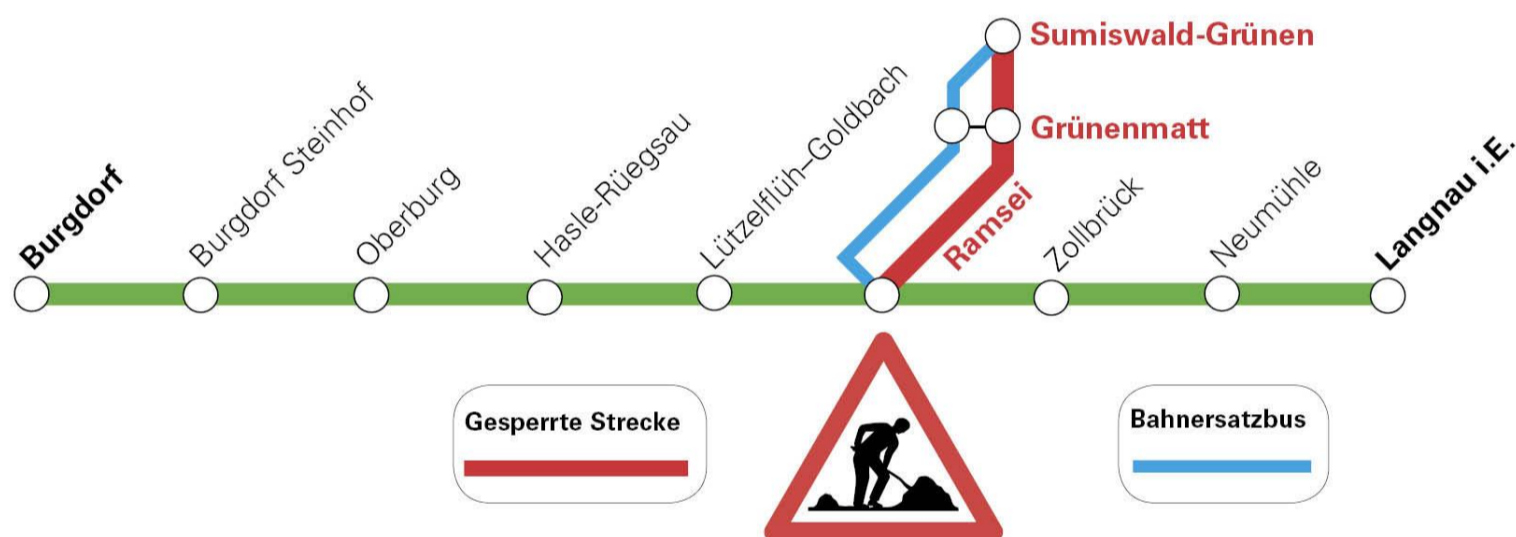 Sumiswald-Grünen
Grünenmatt
Burgdorf
Burgdorf Steinhof
Oberburg
Hasle-Rüegsau
Lützelflüh–Goldbach
Ramsei
Zollbrück
Neumühle
Langnau i.E.
Gesperrte Strecke
Bahnersatzbus